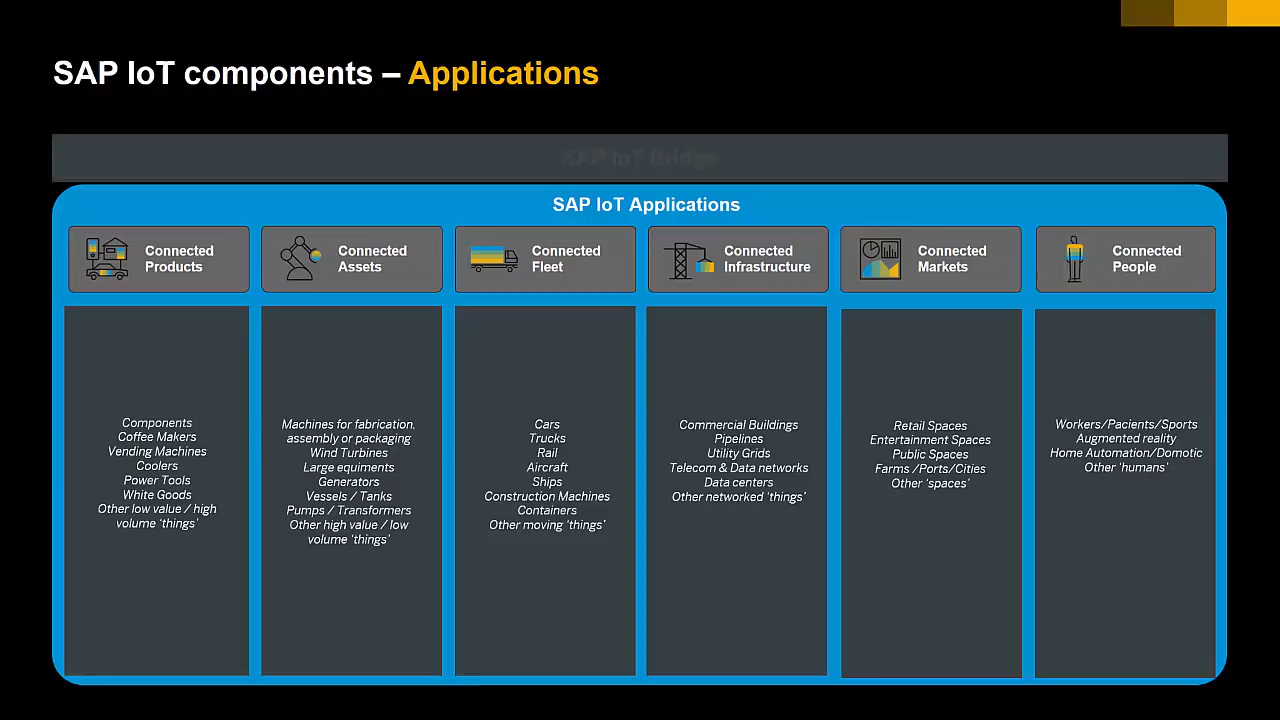 SAP IoT components – Applications
SAP IoT Bridge
SAP IoT Applications
Connected
Products
Connected
Assets
Connected
Fleet
Connected
Infrastructure
Connected
Markets
Connected
People
Components
Coffee Makers
Vending Machines
Coolers
Power Tools
White Goods
Other low value / high
volume ‘things’
Machines for fabrication,
assembly or packaging
Wind Turbines
Large equiments
Generators
Vessels / Tanks
Pumps / Transformers
Other high value / low
volume ‘things’
Cars
Trucks
Rail
Aircraft
Ships
Construction Machines
Containers
Other moving ‘things’
Commercial Buildings
Pipelines
Utility Grids
Telecom & Data networks
Data centers
Other networked ‘things’
Retail Spaces
Entertainment Spaces
Public Spaces
Farms /Ports/Cities
Other ‘spaces’
Workers/Pacients/Sports
Augmented reality
Home Automation/Domotic
Other ‘humans’